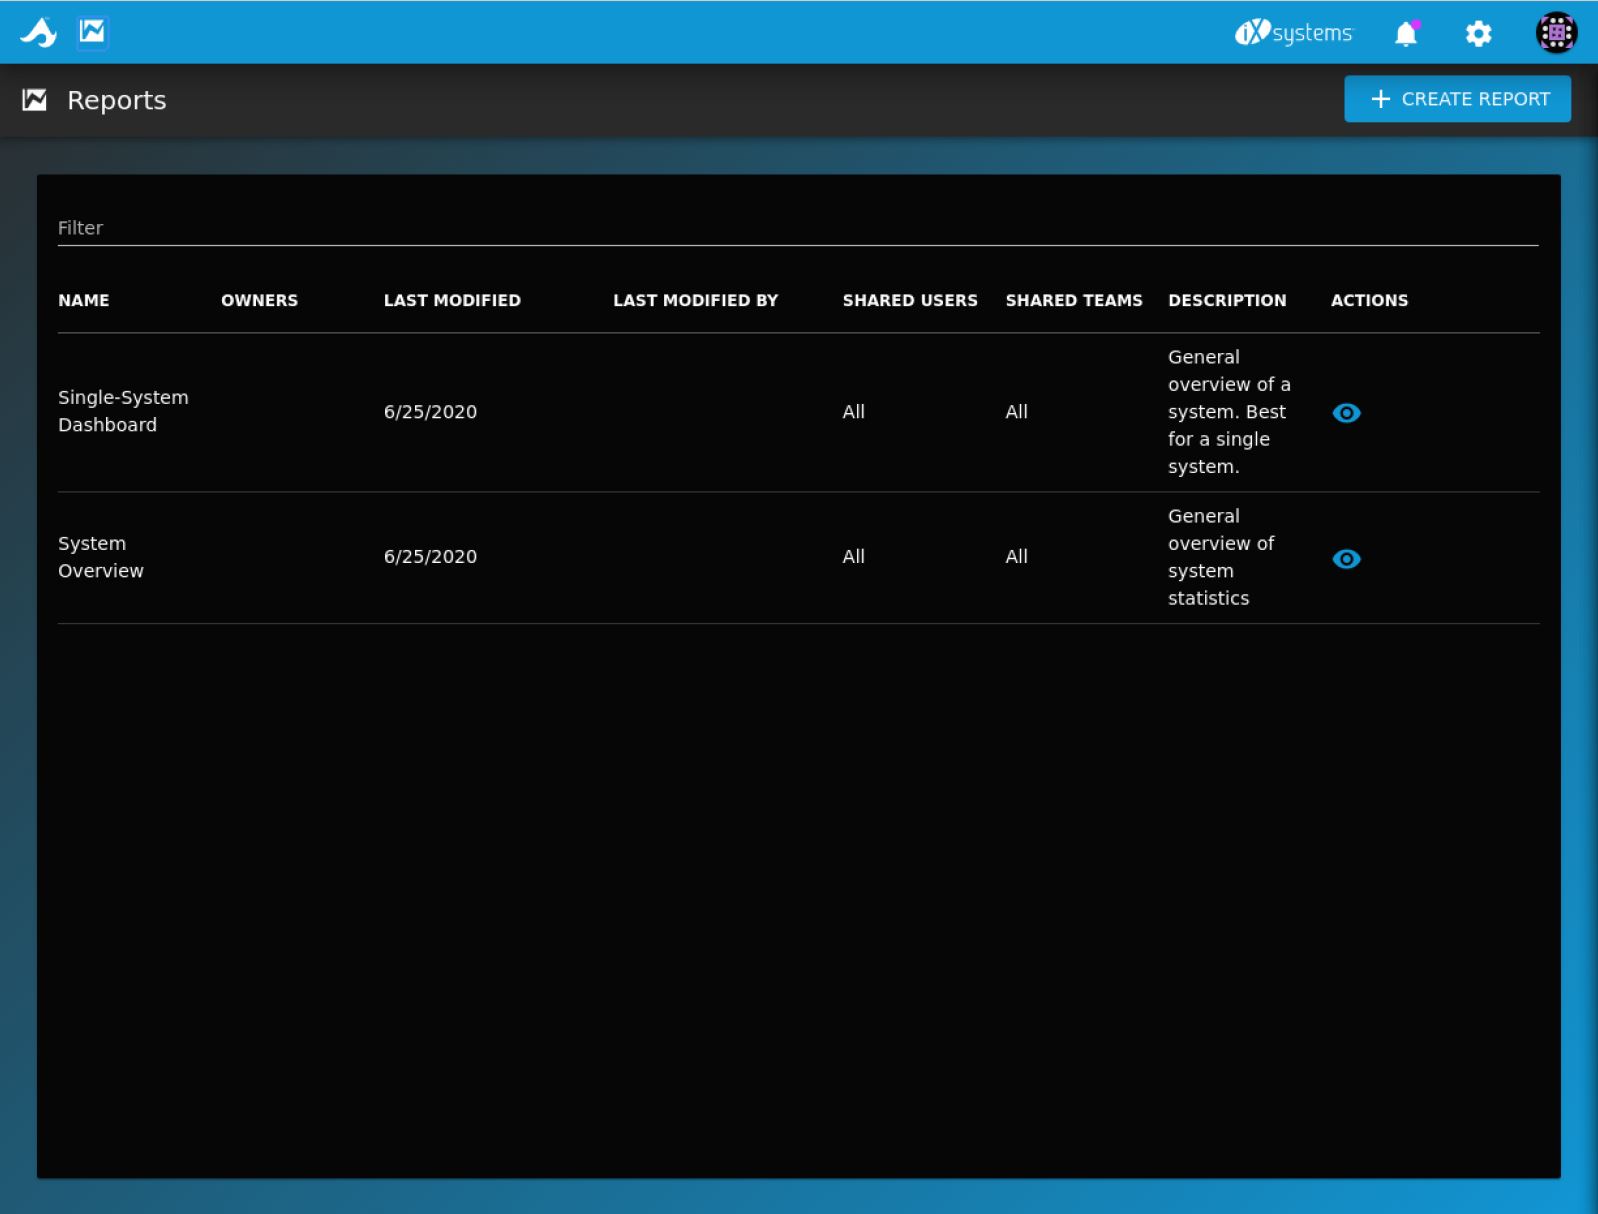 iXsystems
Reports
CREATE REPORT
Filter
NAME OWNERS LAST MODIFIED LAST MODIFIED BY SHARED USERS SHARED TEAMS DESCRIPTION ACTIONS
Single-System
Dashboard
6/25/2020
All
All
General
overview of a
system. Best
for a single
system.
System
Overview
6/25/2020
All
All
General
overview of
system
statistics